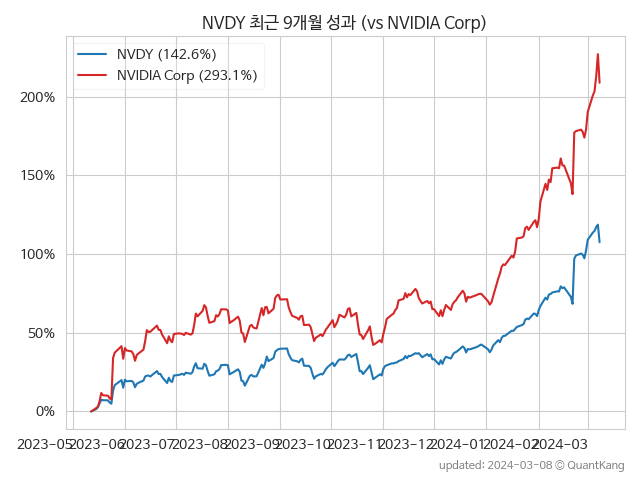 NVDY 최근 9개월 성과 (vs NVIDIA Corp)
NVDY (142.6%)
NVIDIA Corp (293.1%)
200%
150%
100%
50%
0%
2023-05 2023-06 2023-07 2023-08 2023-09 2023-10 2023-11 2023-12 2024-01 2024-02 2024-03
updated: 2024-03-08 © QuantKang